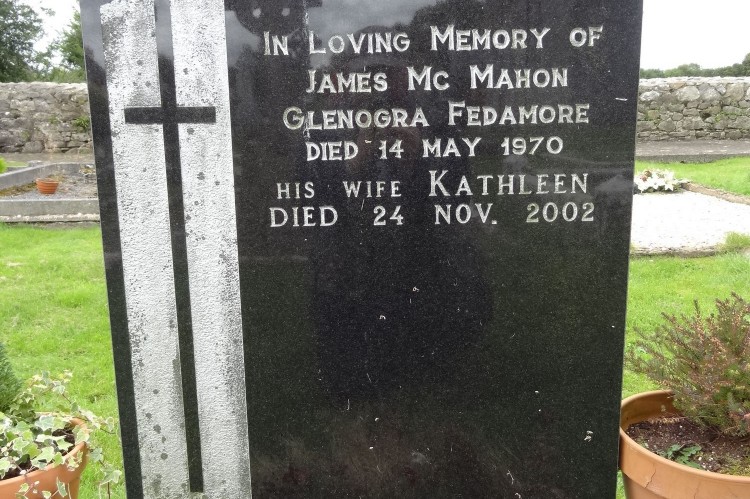 IN LOVING MEMORY OF
JAMES MC MAHON
GLENOGRA FEDAMORE
DIED 14 MAY 1970
HIS WIFE KATHLEEN
DIED 24 NOV. 2002